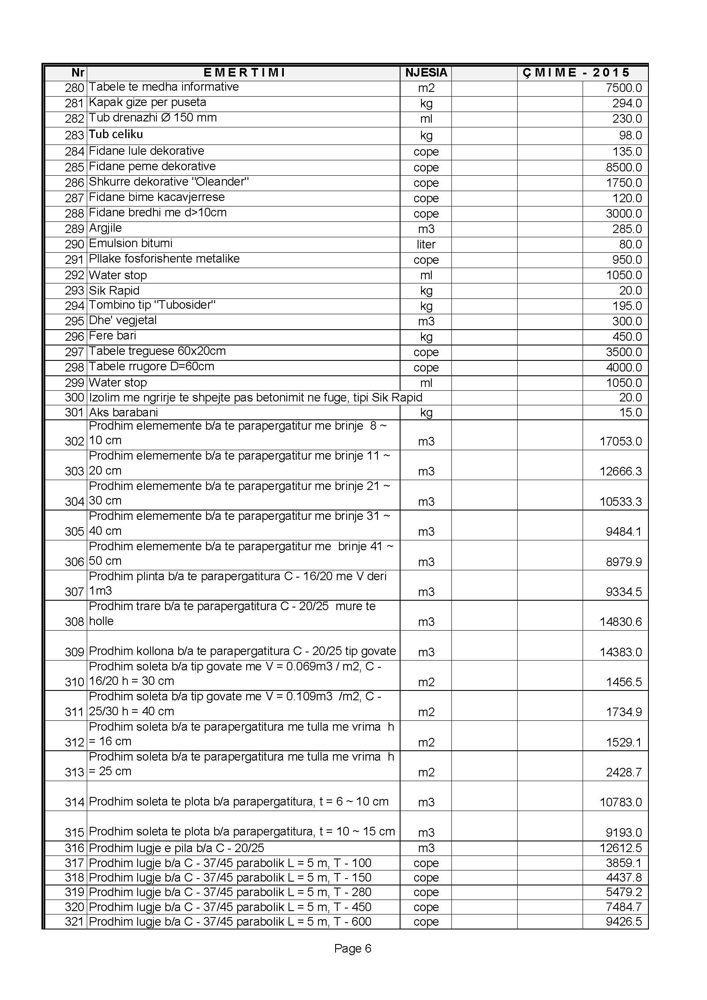 Nr E M E R T I M I NJESIA Ç M I M E - 2 0 1 5
280 Tabele te medha informative m2 7500.0
281 Kapak gize per puseta kg 294.0
282 Tub drenazhi Ø 150 mm ml 230.0
283 Tub celiku kg 98.0
284 Fidane lule dekorative cope 135.0
285 Fidane peme dekorative cope 8500.0
286 Shkurre dekorative "Oleander" cope 1750.0
287 Fidane bime kacavjerrese cope 120.0
288 Fidane bredhi me d>10cm cope 3000.0
289 Argjile m3 285.0
290 Emulsion bitumi liter 80.0
291 Pllake fosforishente metalike cope 950.0
292 Water stop ml 1050.0
293 Sik Rapid kg 20.0
294 Tombino tip "Tubosider" kg 195.0
295 Dhe' vegjetal m3 300.0
296 Fere bari kg 450.0
297 Tabele treguese 60x20cm cope 3500.0
298 Tabele rrugore D=60cm cope 4000.0
299 Water stop ml 1050.0
300 Izolim me ngrirje te shpejte pas betonimit ne fuge, tipi Sik Rapid 20.0
301 Aks barabani kg 15.0
Prodhim elememente b/a te parapergatitur me brinje 8 ~
302 10 cm m3 17053.0
Prodhim elememente b/a te parapergatitur me brinje 11 ~
303 20 cm m3 12666.3
Prodhim elememente b/a te parapergatitur me brinje 21 ~
304 30 cm m3 10533.3
Prodhim elememente b/a te parapergatitur me brinje 31 ~
305 40 cm m3 9484.1
Prodhim elememente b/a te parapergatitur me brinje 41 ~
306 50 cm m3 8979.9
Prodhim plinta b/a te parapergatitura C - 16/20 me V deri
307 1m3 m3 9334.5
Prodhim trare b/a te parapergatitura C - 20/25 mure te
308 holle m3 14830.6
309 Prodhim kollona b/a te parapergatitura C - 20/25 tip govate m3 14383.0
Prodhim soleta b/a tip govate me V = 0.069m3 / m2, C -
310 16/20 h = 30 cm m2 1456.5
Prodhim soleta b/a tip govate me V = 0.109m3 /m2, C -
311 25/30 h = 40 cm m2 1734.9
Prodhim soleta b/a te parapergatitura me tulla me vrima h
312 = 16 cm m2 1529.1
Prodhim soleta b/a te parapergatitura me tulla me vrima h
313 = 25 cm m2 2428.7
314 Prodhim soleta te plota b/a parapergatitura, t = 6 ~ 10 cm m3 10783.0
315 Prodhim soleta te plota b/a parapergatitura, t = 10 ~ 15 cm m3 9193.0
316 Prodhim lugje e pila b/a C - 20/25 m3 12612.5
317 Prodhim lugje b/a C - 37/45 parabolik L = 5 m, T - 100 cope 3859.1
318 Prodhim lugje b/a C - 37/45 parabolik L = 5 m, T - 150 cope 4437.8
319 Prodhim lugje b/a C - 37/45 parabolik L = 5 m, T - 280 cope 5479.2
320 Prodhim lugje b/a C - 37/45 parabolik L = 5 m, T - 450 cope 7484.7
321 Prodhim lugje b/a C - 37/45 parabolik L = 5 m, T - 600 cope 9426.5
Page 6